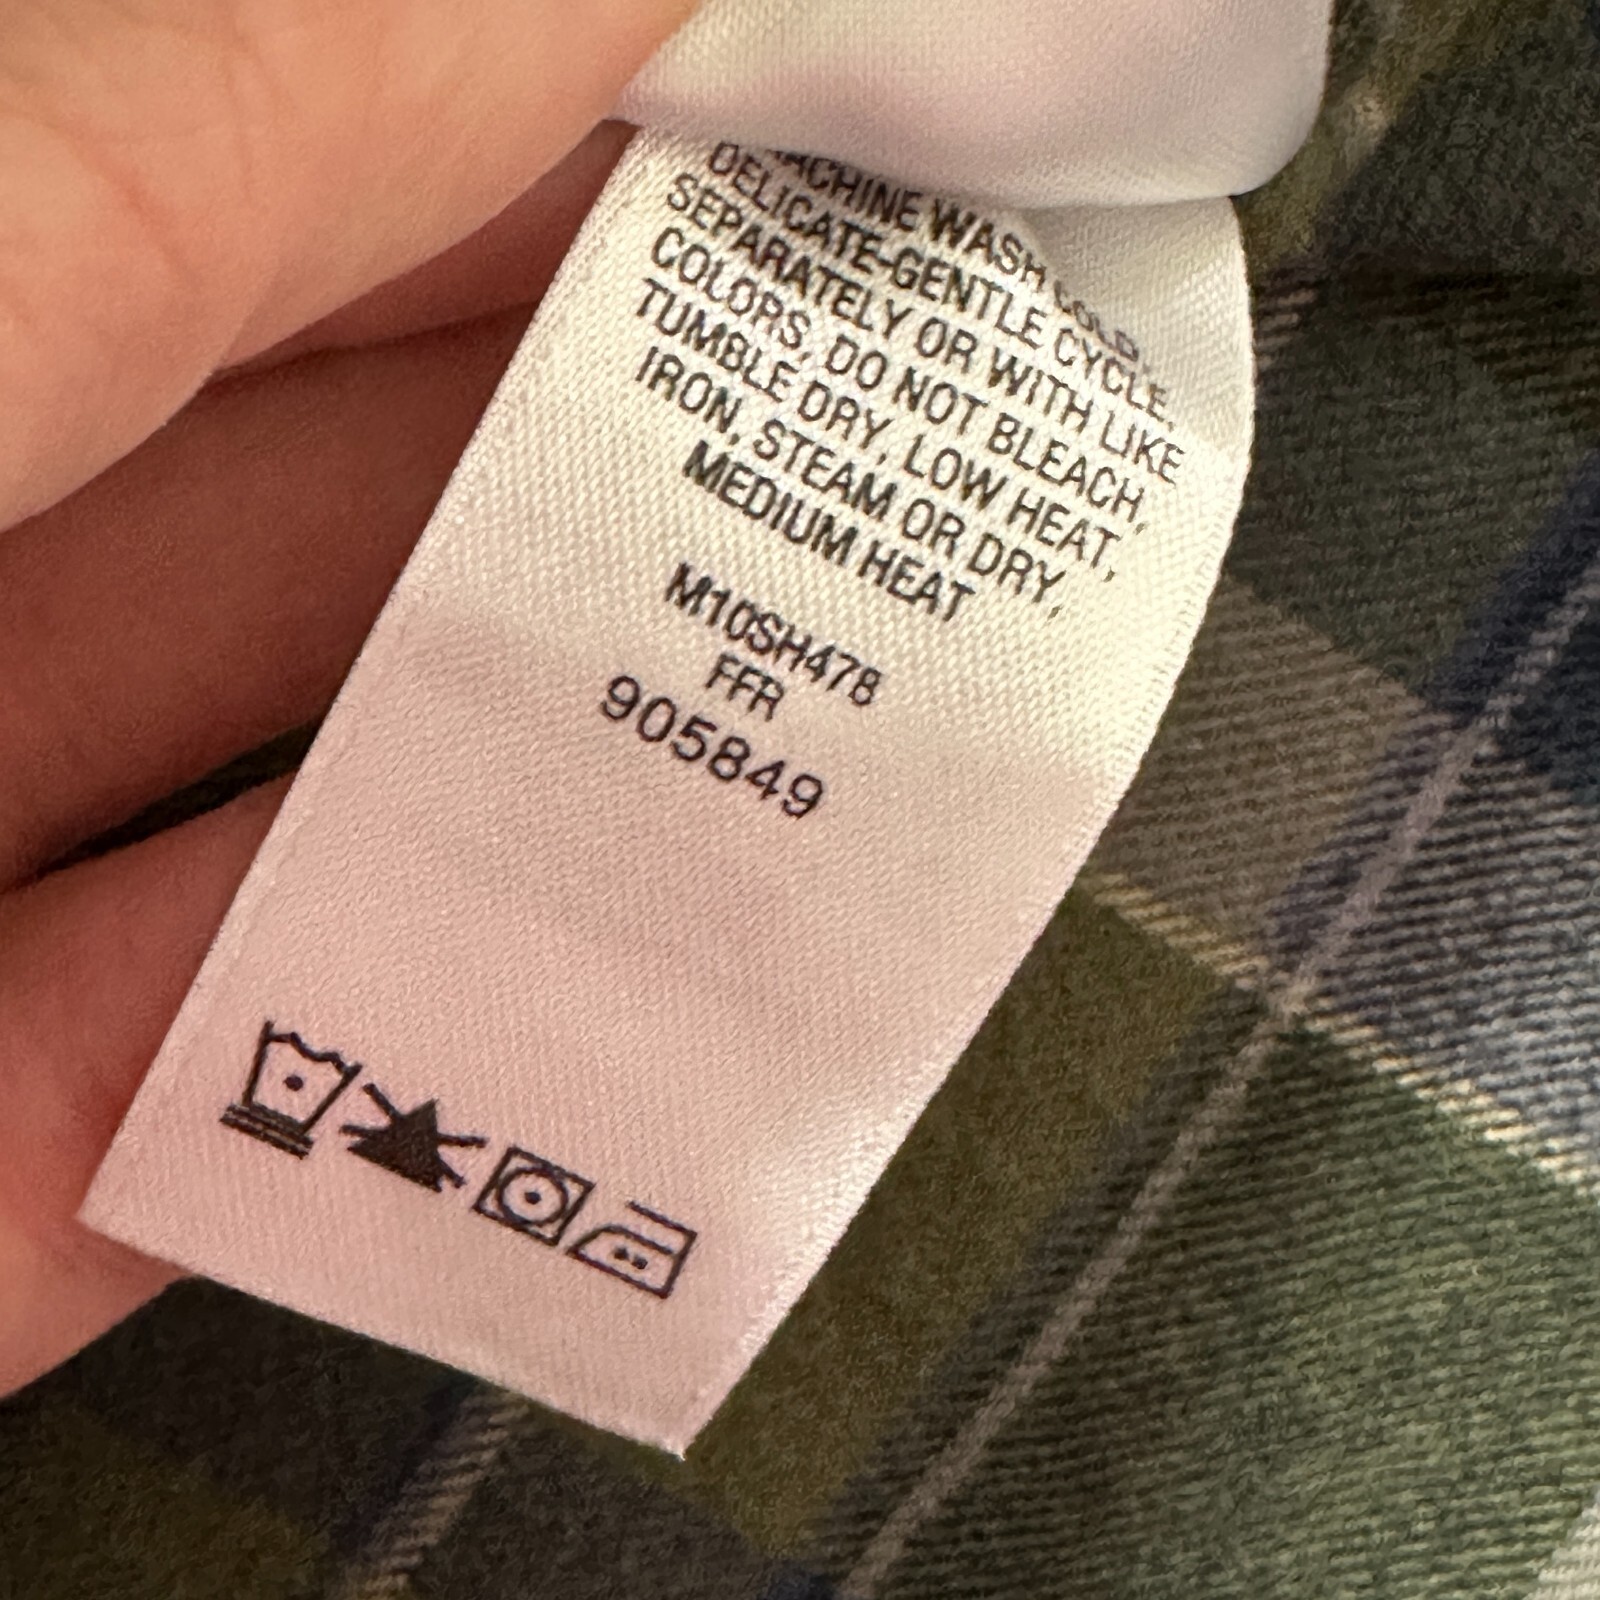 MACHINE WASH COLD
DELICATE-GENTLE CYCLE,
SEPARATELY OR WITH LIKE
COLORS, DO NOT BLEACH,
TUMBLE DRY, LOW HEAT,
IRON, STEAM OR DRY,
MEDIUM HEAT
M10SH478
FFR
905849